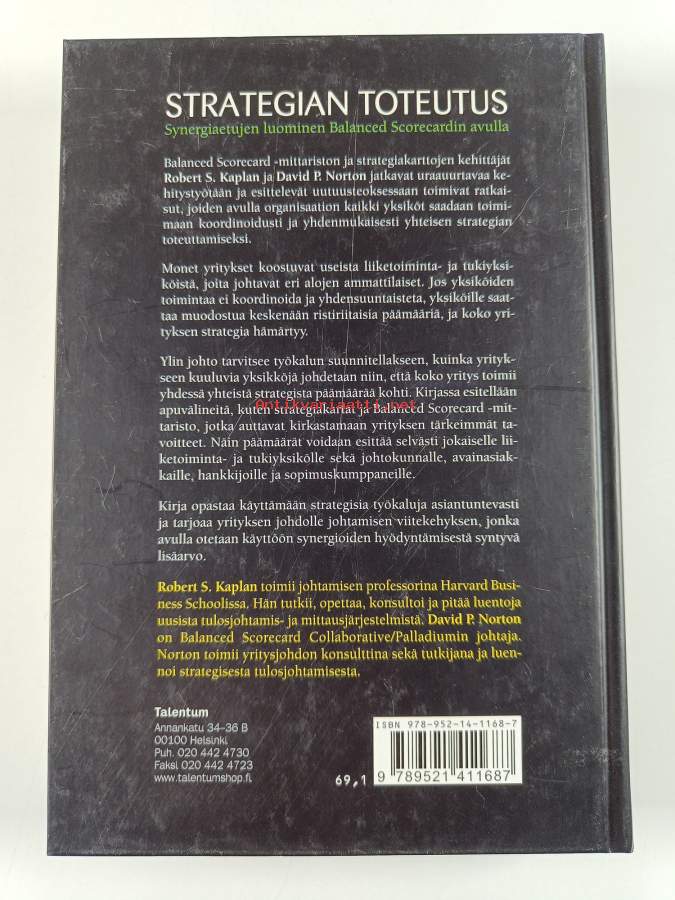 STRATEGIAN TOTEUTUS
Synergiaetujen luominen Balanced Scorecardin avulla
Balanced Scorecard -mittariston ja strategiakarttojen kehittäjät
Robert S. Kaplan ja David P. Norton jatkavat uraauurtavaa ke-
hitystyötään ja esittelevät uutuusteoksessaan toimivat ratkai-
sut, joiden avulla organisaation kaikki yksiköt saadaan toimi-
maan koordinoidusti ja yhdenmukaisesti yhteisen strategian
toteuttamiseksi.
Monet yritykset koostuvat useista liiketoiminta- ja tukiyksi-
köistä, joita johtavat eri alojen ammattilaiset. Jos yksiköiden
toimintaa ei koordinoida ja yhdensuuntaisteta, yksiköille saat-
taa muodostua keskenään ristiriitaisia päämääriä, ja koko yri-
tyksen strategia hämärtyy.
Ylin johto tarvitsee työkalun suunnitellakseen, kuinka yrityk-
seen kuuluvia yksikköjä johdetaan niin, että koko yritys toimii
yhdessä yhteistä strategista päämäärää kohti. Kirjassa esitellään
Antikvariaatti.net
apuvälineitä, kuten strategiakartat ja Balanced Scorecard -mit-
taristo, jotka auttavat kirkastamaan yrityksen tärkeimmät ta-
voitteet. Näin päämäärät voidaan esittää selvästi jokaiselle lii-
ketoiminta- ja tukiyksikölle sekä johtokunnalle, avainasiak-
kaille, hankkijoille ja sopimuskumppaneille.
Kirja opastaa käyttämään strategisia työkaluja asiantuntevasti
ja tarjoaa yrityksen johdolle johtamisen viitekehyksen, jonka
avulla otetaan käyttöön synergioiden hyödyntämisestä syntyvä
lisäarvo.
Robert S. Kaplan toimii johtamisen professorina Harvard Busi-
ness Schoolissa. Hän tutkii, opettaa, konsultoi ja pitää luentoja
uusista tulosjohtamis- ja mittausjärjestelmistä. David P. Norton
on Balanced Scorecard Collaborative/Palladiumin johtaja.
Norton toimii yritysjohdon konsulttina sekä tutkijana ja luen-
noi strategisesta tulosjohtamisesta.
Talentum
Annankatu 34–36 B
00100 Helsinki
Puh. 020 442 4730
Faksi 020 442 4723
www.talentumshop.fi
69,1
ISBN 978-952-14-1168-7
9 789521 411687